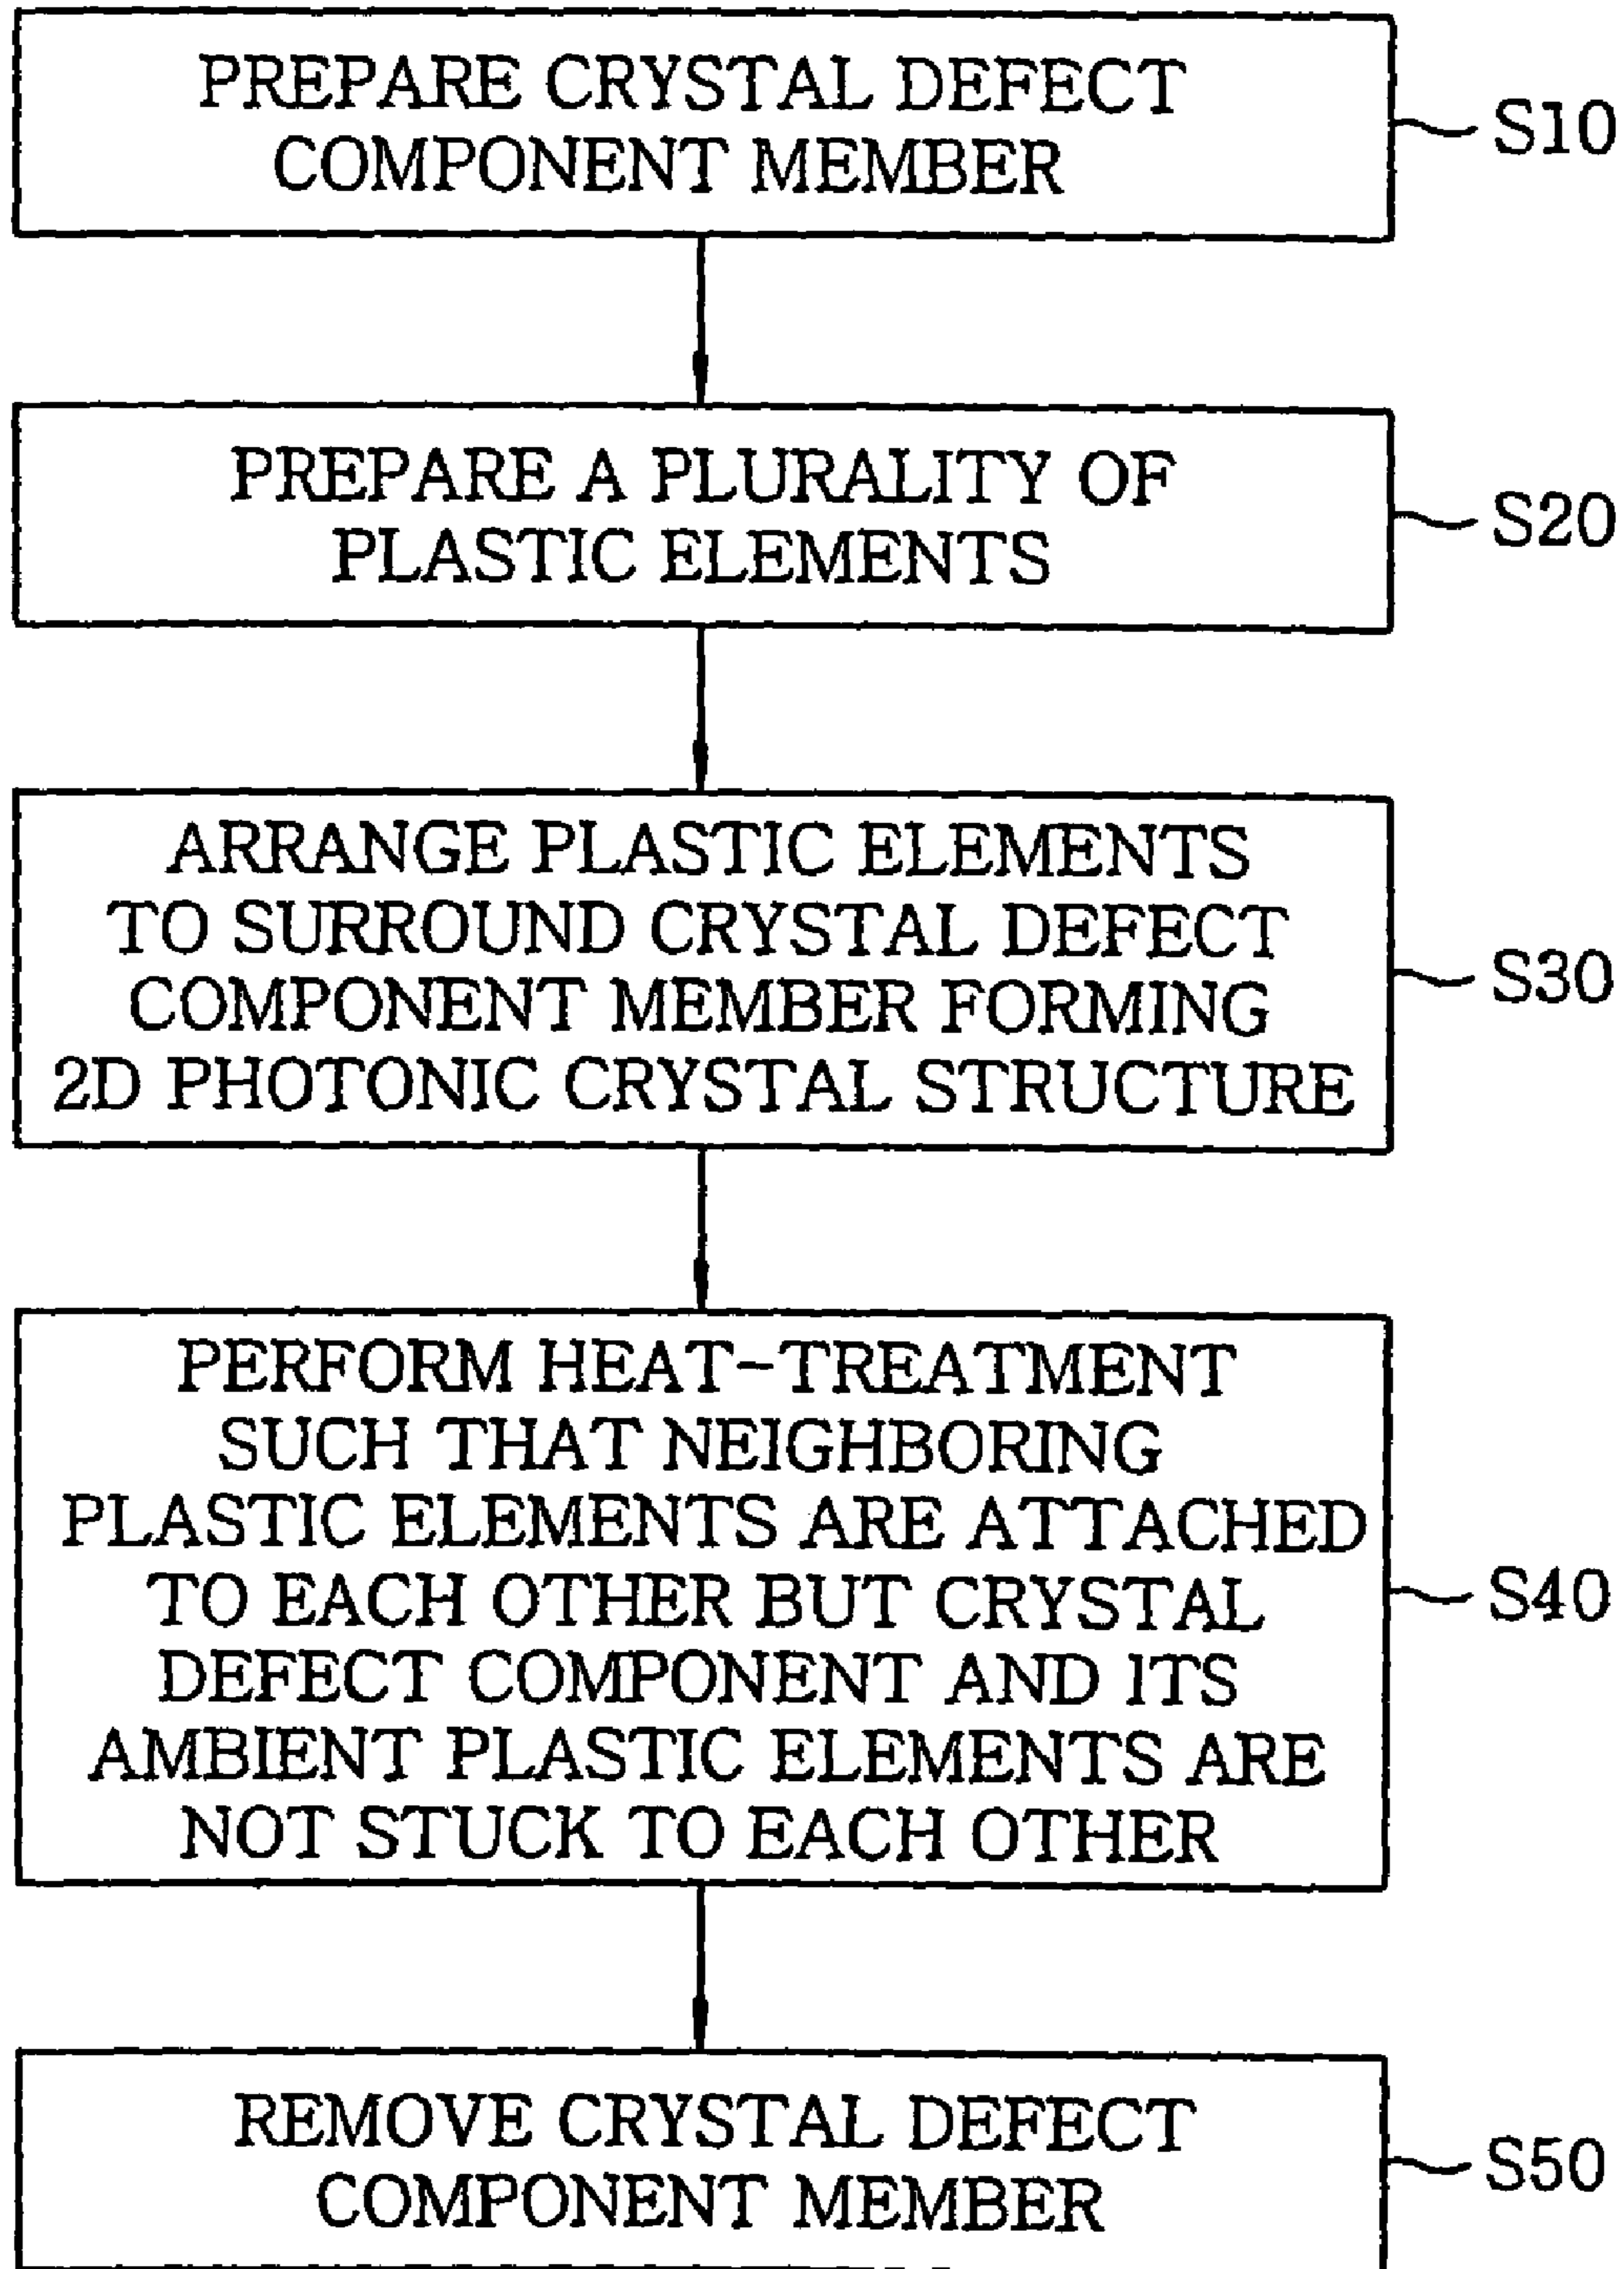 PREPARE CRYSTAL DEFECT
COMPONENT MEMBER
S10
PREPARE A PLURALITY OF
PLASTIC ELEMENTS
S20
ARRANGE PLASTIC ELEMENTS
TO SURROUND CRYSTAL DEFECT
COMPONENT MEMBER FORMING
2D PHOTONIC CRYSTAL STRUCTURE
S30
PERFORM HEAT-TREATMENT
SUCH THAT NEIGHBORING
PLASTIC ELEMENTS ARE ATTACHED
TO EACH OTHER BUT CRYSTAL
DEFECT COMPONENT AND ITS
AMBIENT PLASTIC ELEMENTS ARE
NOT STUCK TO EACH OTHER
S40
REMOVE CRYSTAL DEFECT
COMPONENT MEMBER
S50